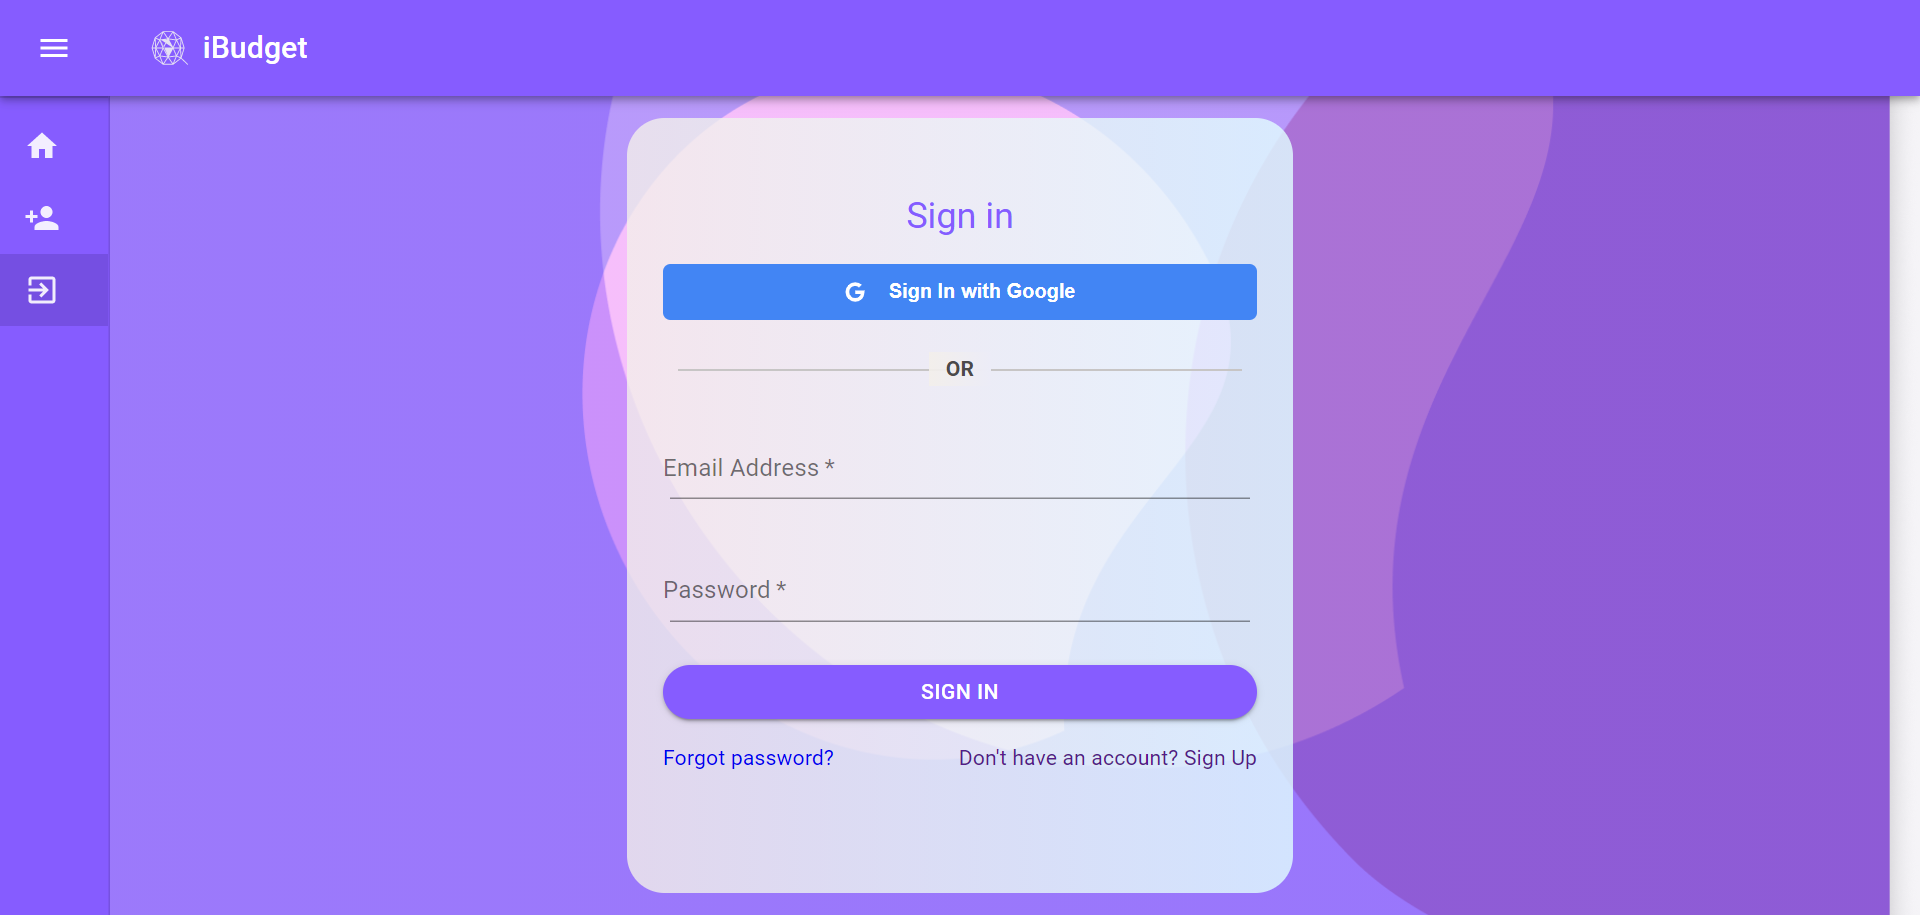 iBudget
Sign in
Sign In with Google
OR
Email Address *
Password *
SIGN IN
Forgot password? Don't have an account? Sign Up